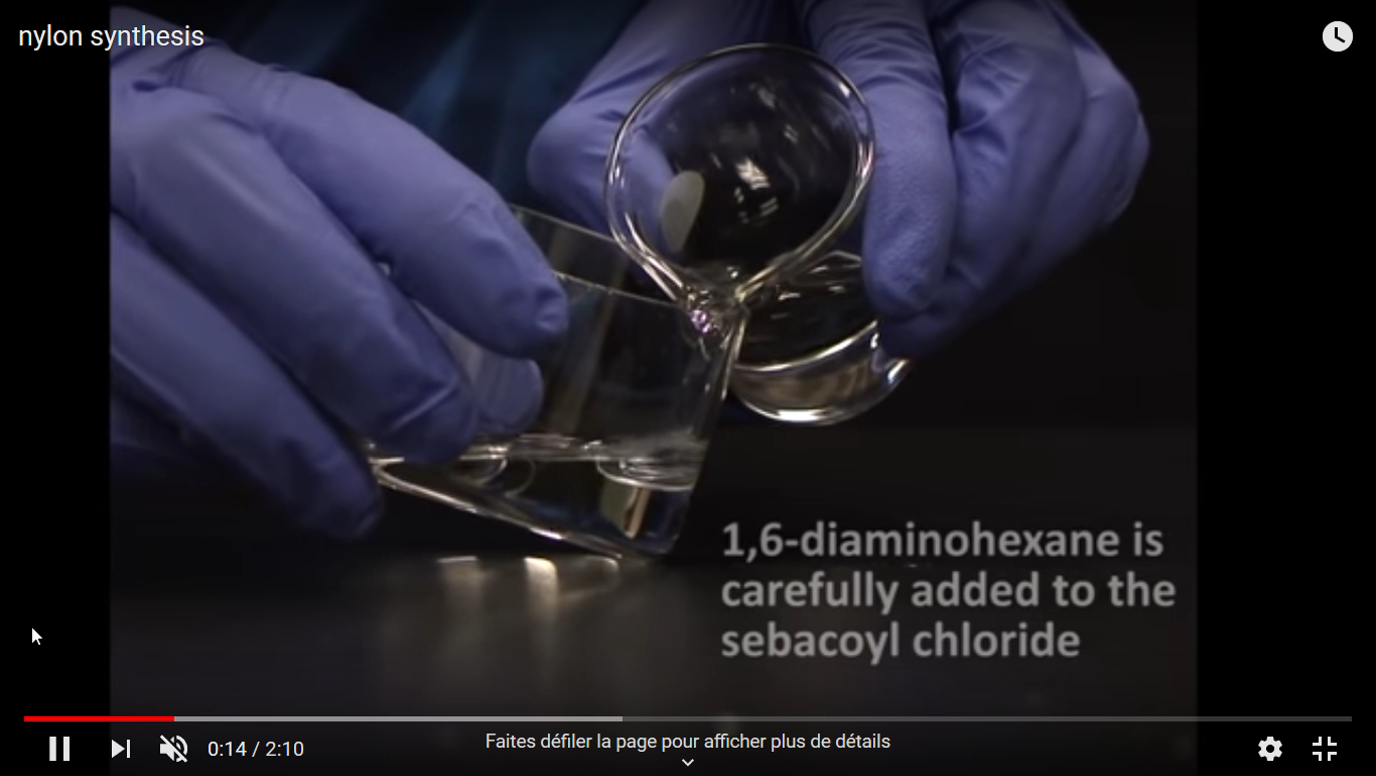 nylon synthesis
1,6-diaminohexane is
carefully added to the
sebacoyl chloride
0:14 / 2:10
Faites défiler la page pour afficher plus de détails